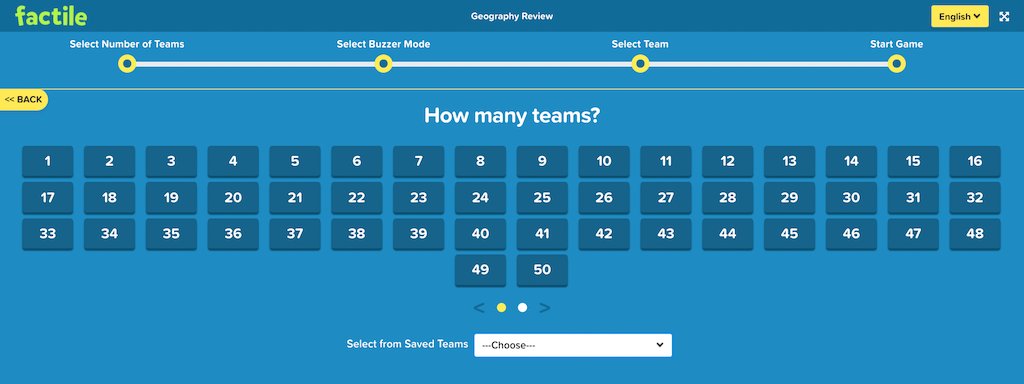 factile
Geography Review
English
Select Number of Teams Select Buzzer Mode Select Team Start Game
<< BACK
How many teams?
1 2 3 4 5 6 7 8 9 10 11 12 13 14 15 16
17 18 19 20 21 22 23 24 25 26 27 28 29 30 31 32
33 34 35 36 37 38 39 40 41 42 43 44 45 46 47 48
49 50
< >
Select from Saved Teams ---Choose---